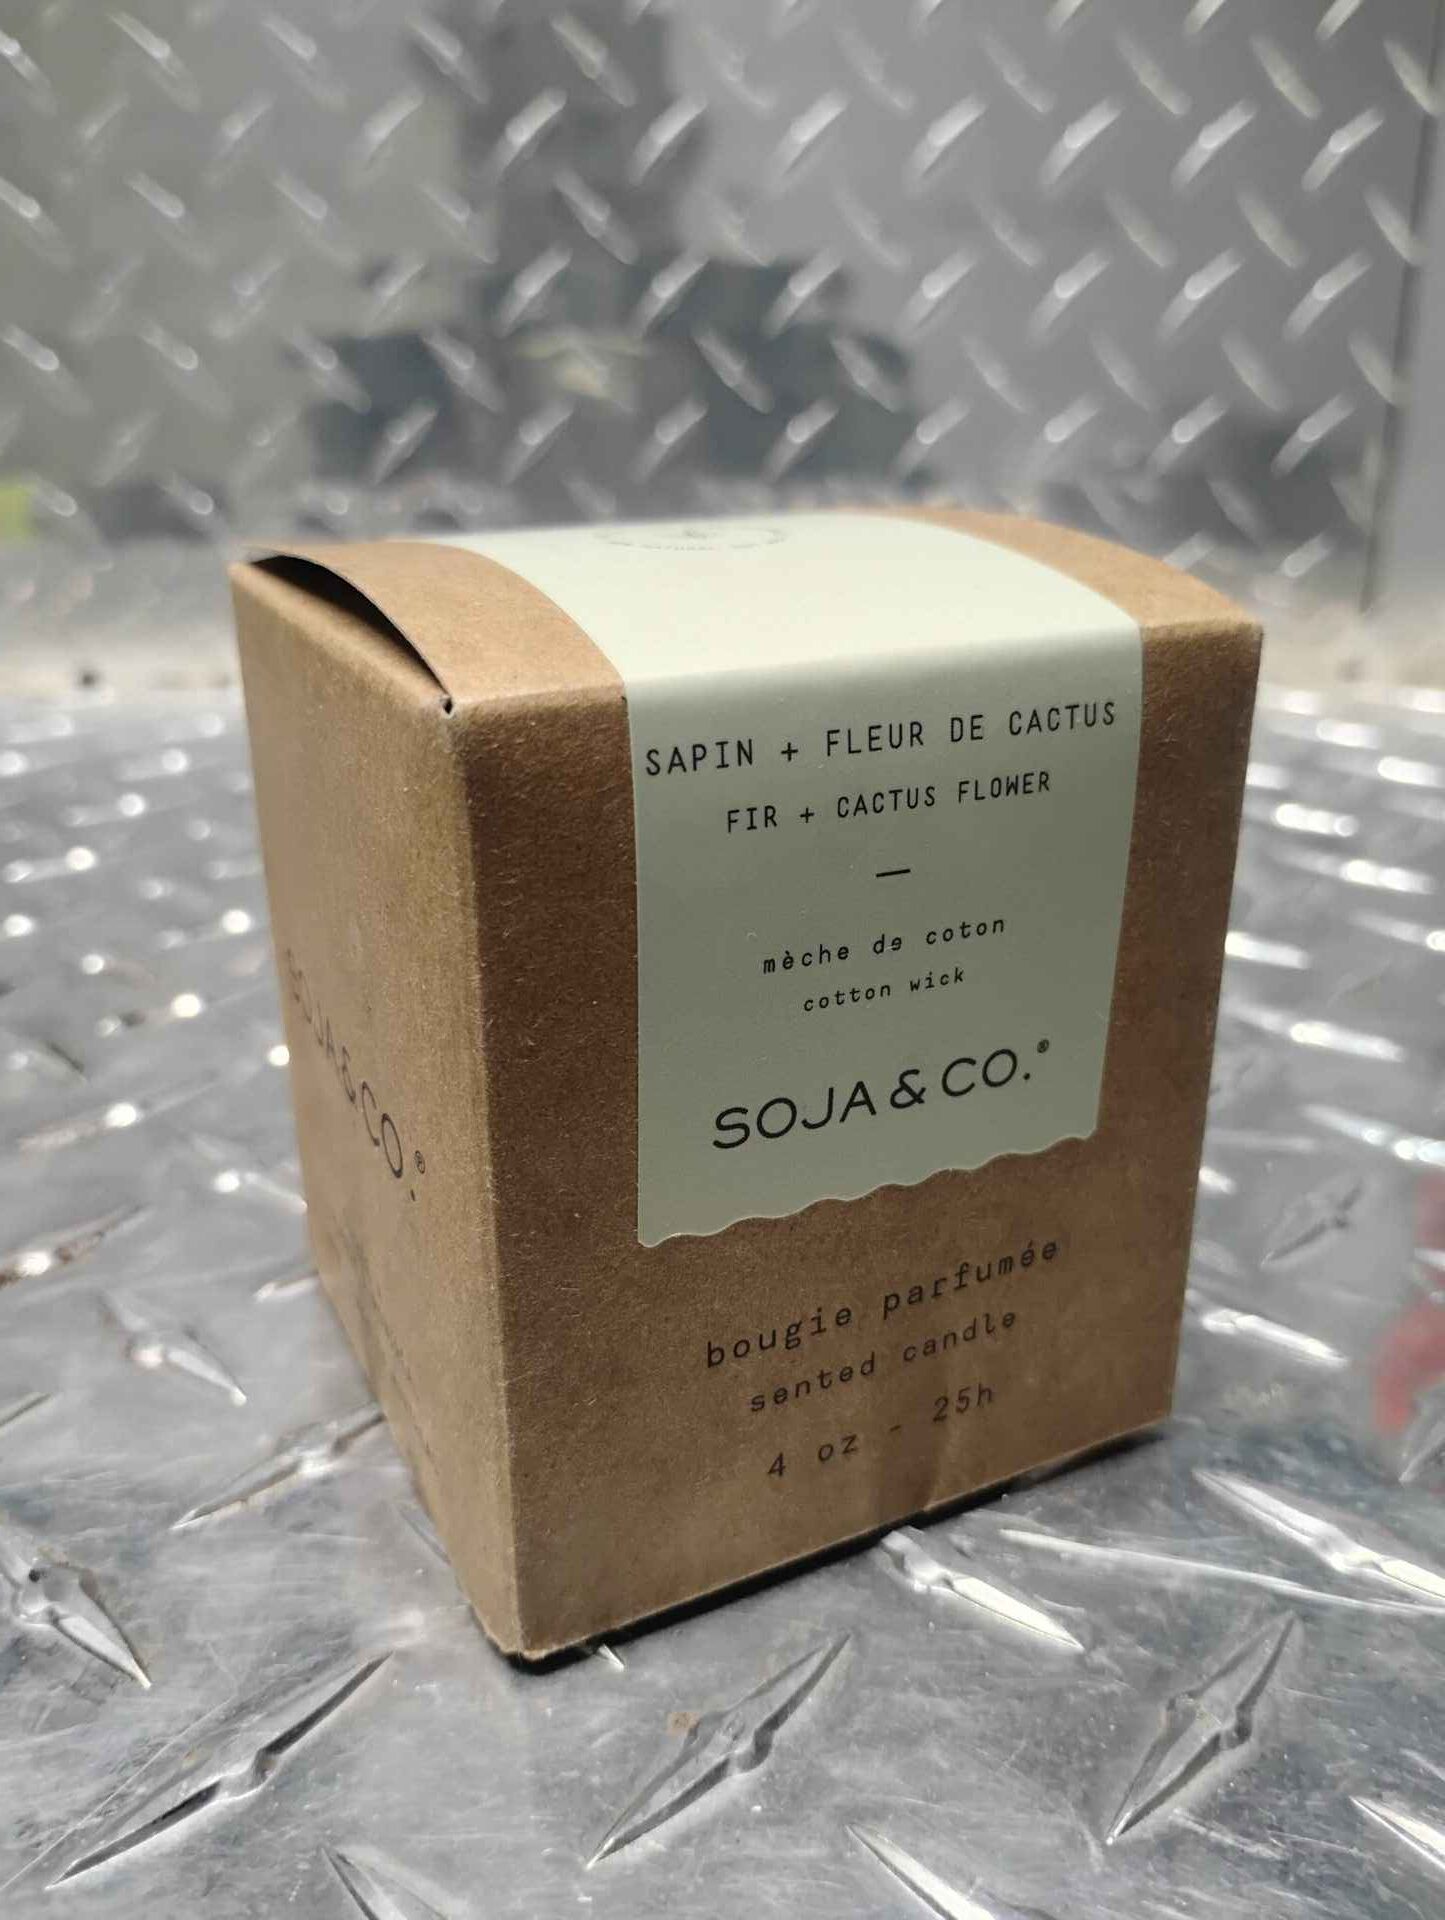 SAPIN + FLEUR DE CACTUS
FIR + CACTUS FLOWER
—
mèche de coton
cotton wick
SOJA & CO.®
bougie parfumée
sented candle
4 oz - 25h
SOJA & CO.®